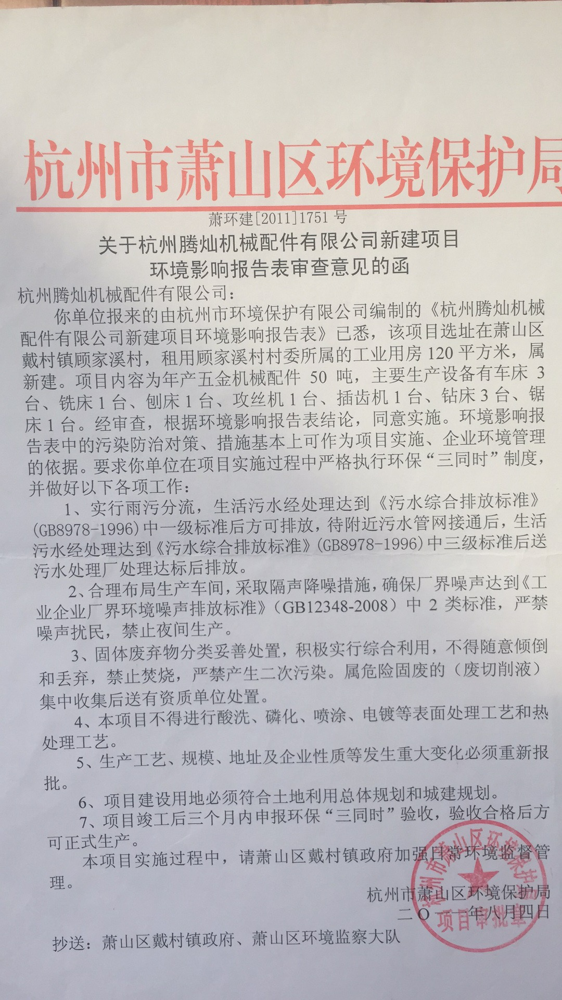 杭州市萧山区环境保护局
萧环建[2011]1751号
关于杭州腾灿机械配件有限公司新建项目
环境影响报告表审查意见的函
杭州腾灿机械配件有限公司：
你单位报来的由杭州市环境保护有限公司编制的《杭州腾灿机械
配件有限公司新建项目环境影响报告表》已悉，该项目选址在萧山区
戴村镇顾家溪村，租用顾家溪村村委所属的工业用房120平方米，属
新建。项目内容为年产五金机械配件 50 吨，主要生产设备有车床 3
台、铣床1台、刨床1台、攻丝机1台、插齿机1台、钻床3台、锯
床1台。经审查，根据环境影响报告表结论，同意实施。环境影响报
告表中的污染防治对策、措施基本上可作为项目实施、企业环境管理
的依据。要求你单位在项目实施过程中严格执行环保“三同时”制度，
并做好以下各项工作：
1、实行雨污分流，生活污水经处理达到《污水综合排放标准》
(GB8978-1996)中一级标准后方可排放，待附近污水管网接通后，生活
污水经处理达到《污水综合排放标准》(GB8978-1996)中三级标准后送
污水处理厂处理达标后排放。
2、合理布局生产车间，采取隔声降噪措施，确保厂界噪声达到《工
业企业厂界环境噪声排放标准》（GB12348-2008）中 2 类标准，严禁
噪声扰民，禁止夜间生产。
3、固体废弃物分类妥善处置，积极实行综合利用，不得随意倾倒
和丢弃，禁止焚烧，严禁产生二次污染。属危险固废的（废切削液）
集中收集后送有资质单位处置。
4、本项目不得进行酸洗、磷化、喷涂、电镀等表面处理工艺和热
处理工艺。
5、生产工艺、规模、地址及企业性质等发生重大变化必须重新报
批。
6、项目建设用地必须符合土地利用总体规划和城建规划。
7、项目竣工后三个月内申报环保“三同时”验收，验收合格后方
可正式生产。
本项目实施过程中，请萧山区戴村镇政府加强日常环境监督管
理。
杭州市萧山区环境保护局
二〇一一年八月四日
杭州市萧山区环境保护局
项目审批章
抄送：萧山区戴村镇政府、萧山区环境监察大队